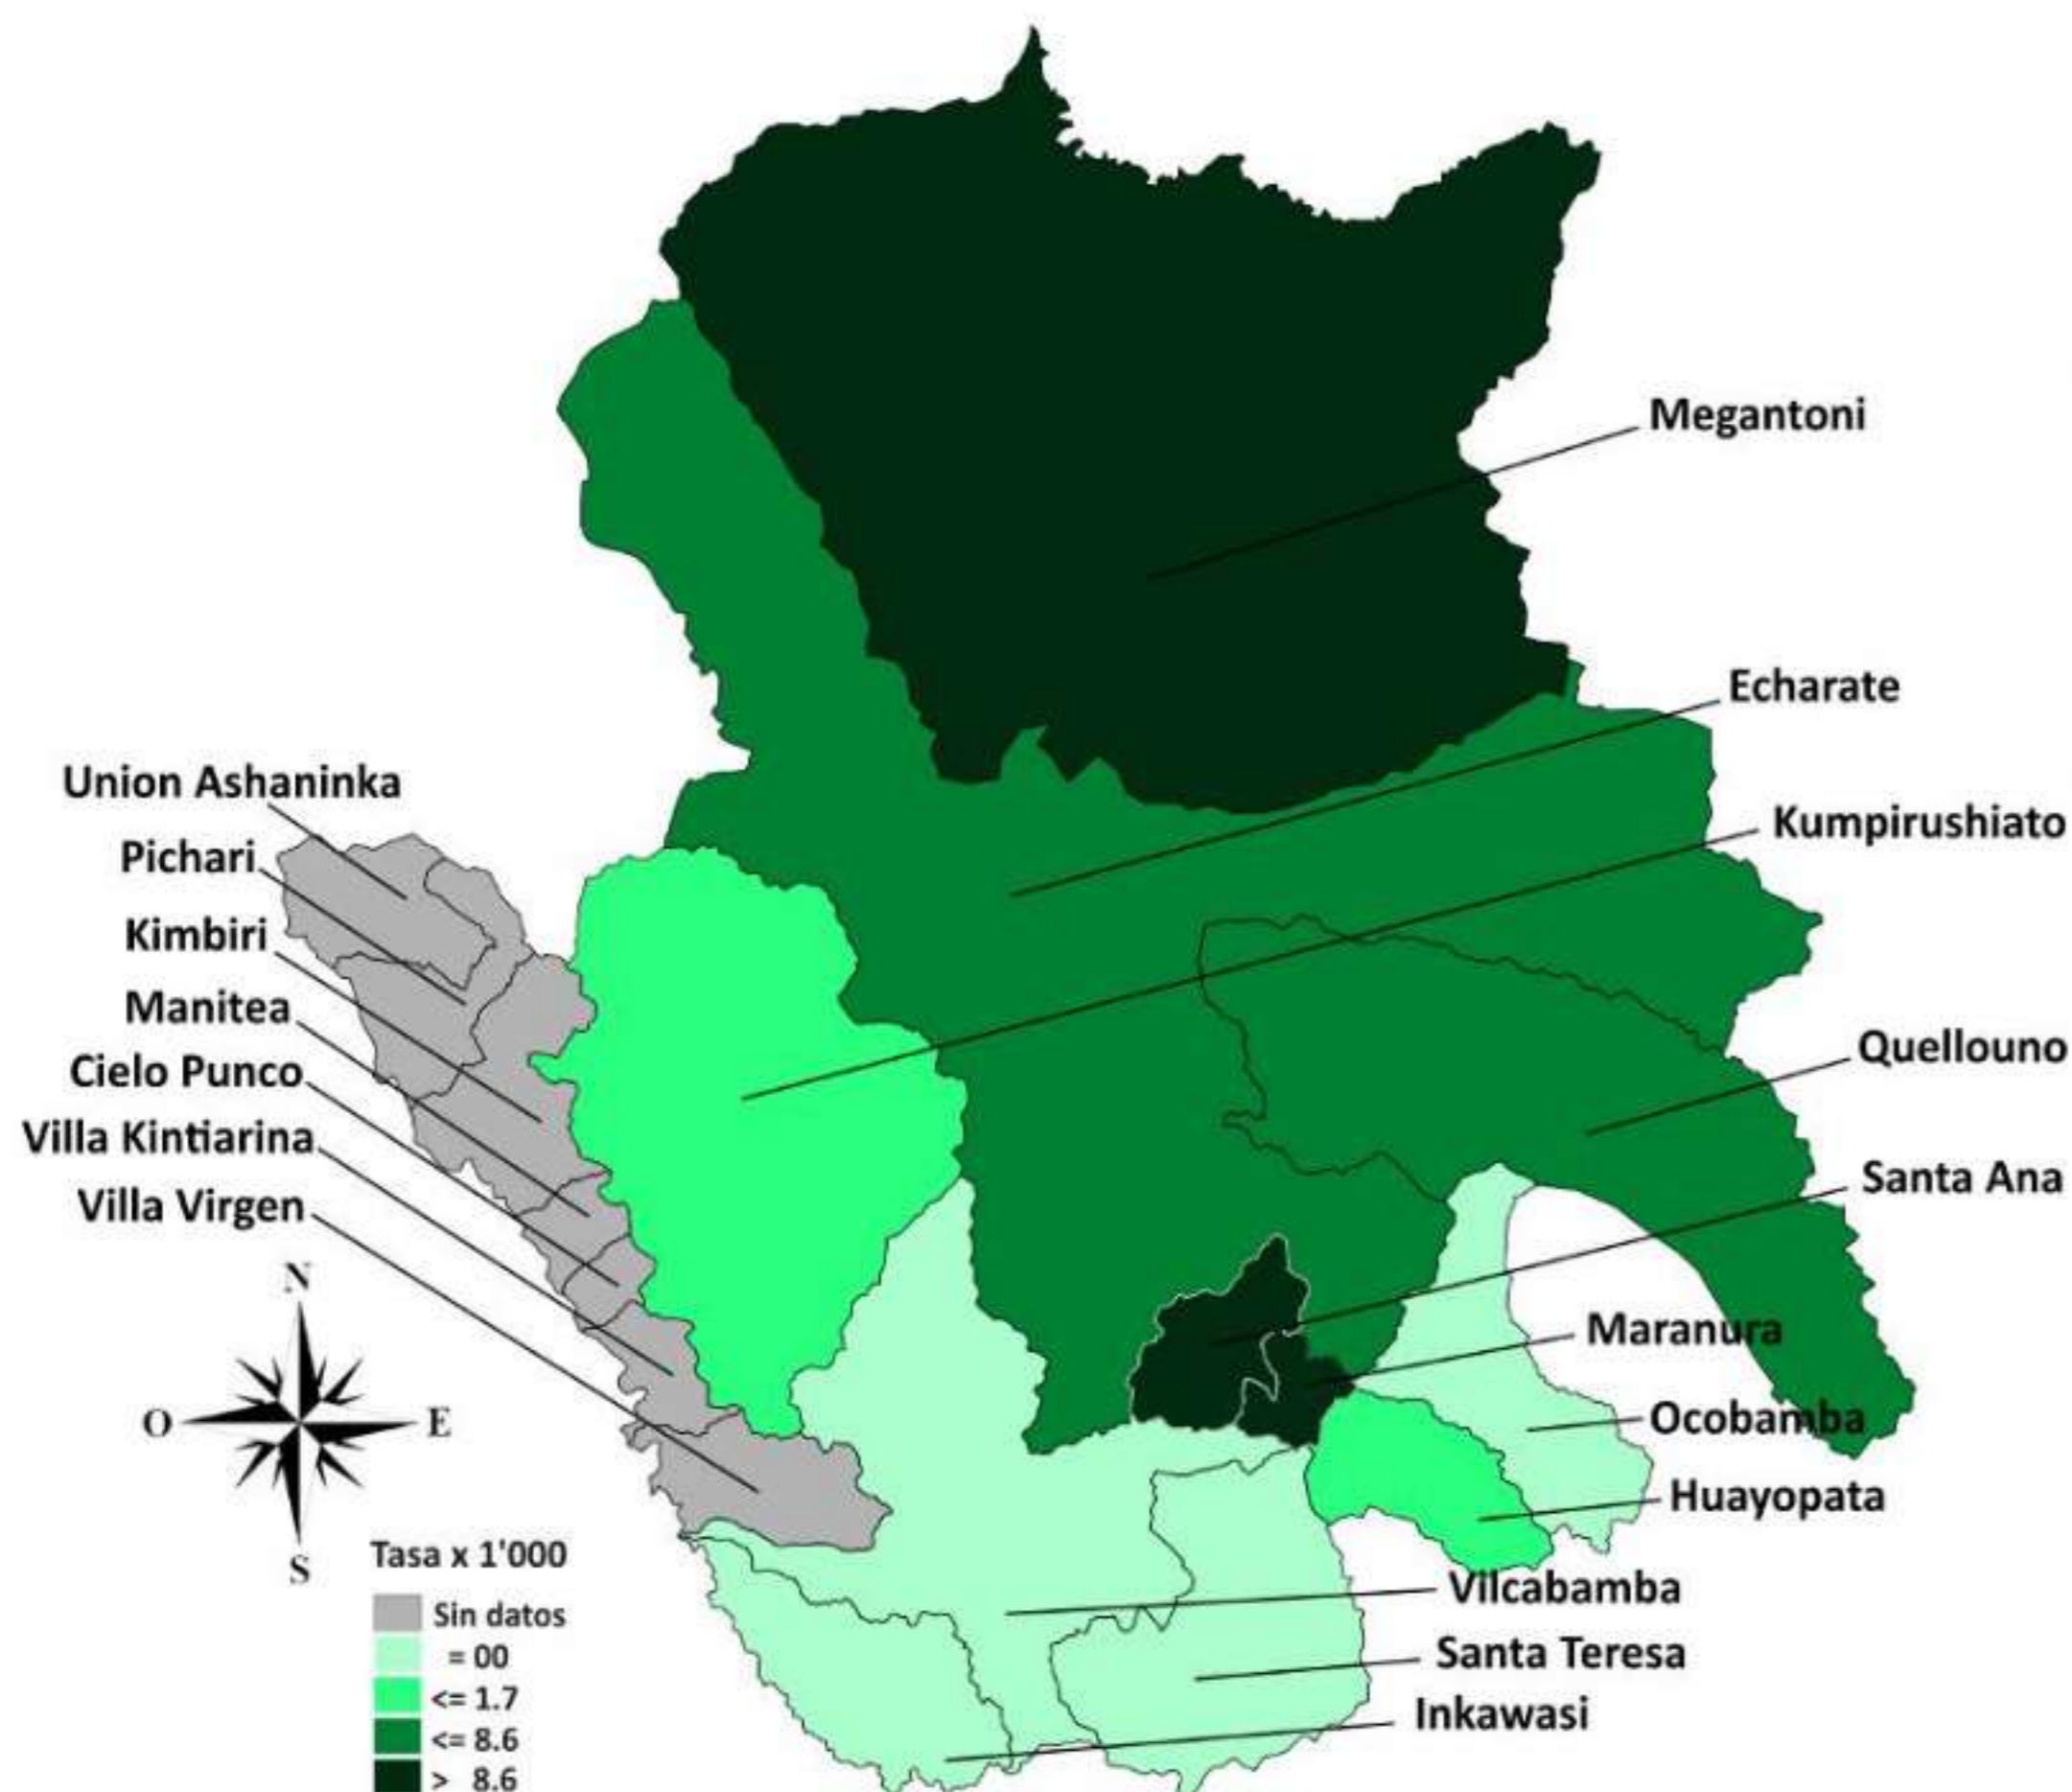 Megantoni
Echarate
Kumpirushiato
Quellouno
Santa Ana
Maranura
Ocobamba
Huayopata
Vilcabamba
Santa Teresa
Inkawasi
Union Ashaninka
Pichari
Kimbiri
Manitea
Cielo Punco
Villa Kintiarina
Villa Virgen
N
O
E
S
Tasa x 1'000
Sin datos
= 00
<= 1.7
<= 8.6
> 8.6